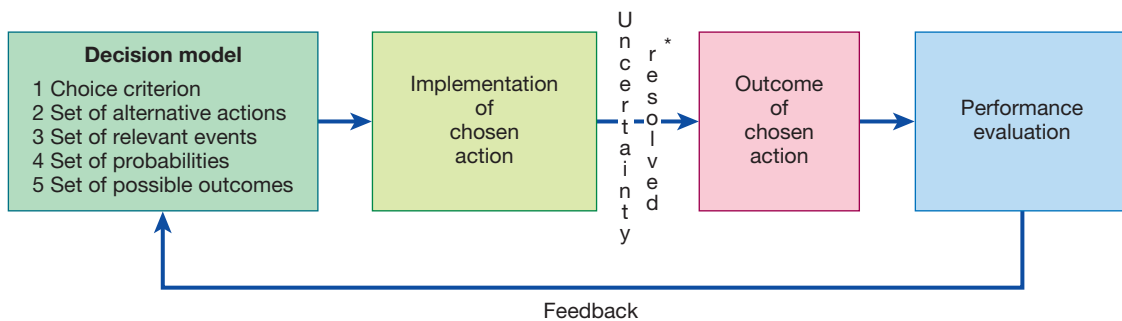 Decision model
1 Choice criterion
2 Set of alternative actions
3 Set of relevant events
4 Set of probabilities
5 Set of possible outcomes
Implementation
of
chosen
action
Uncertainty
resolved*
Outcome
of
chosen
action
Performance
evaluation
Feedback